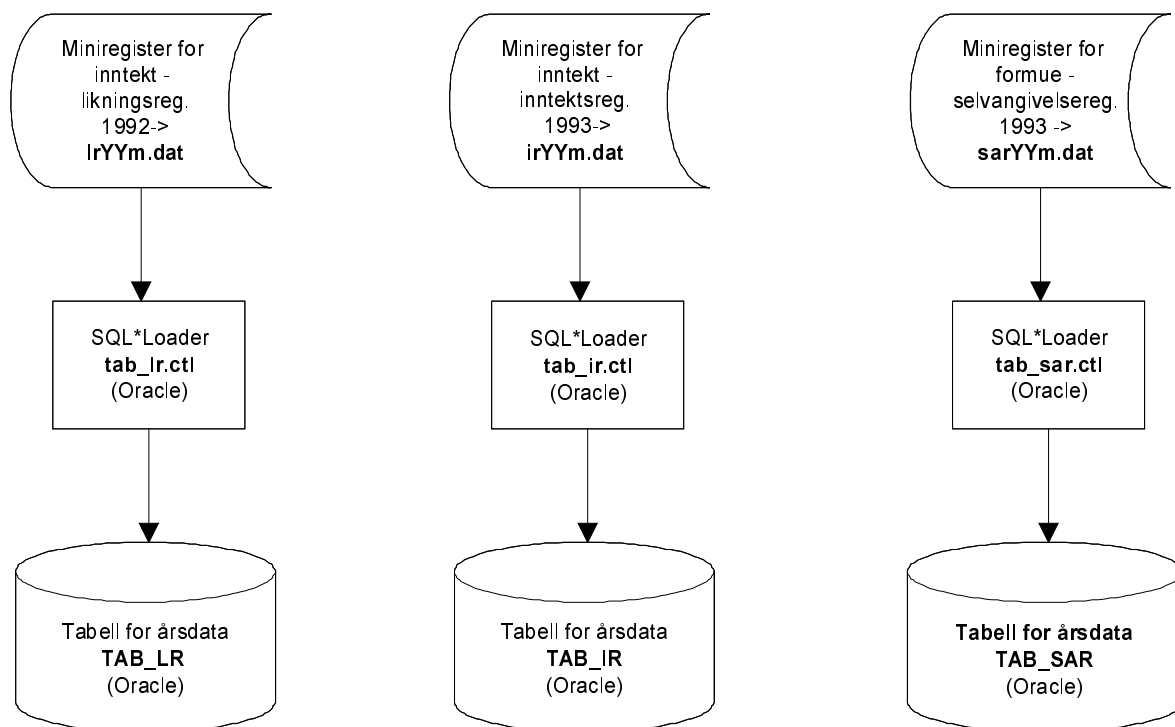 Miniregister for
inntekt -
likningsreg.
1992->
lrYYm.dat
Miniregister for
inntekt -
inntektsreg.
1993->
irYYm.dat
Miniregister for
formue -
selvangivelsereg.
1993 ->
sarYYm.dat
SQL*Loader
tab_lr.ctl
(Oracle)
SQL*Loader
tab_ir.ctl
(Oracle)
SQL*Loader
tab_sar.ctl
(Oracle)
Tabell for årsdata
TAB_LR
(Oracle)
Tabell for årsdata
TAB_IR
(Oracle)
Tabell for årsdata
TAB_SAR
(Oracle)